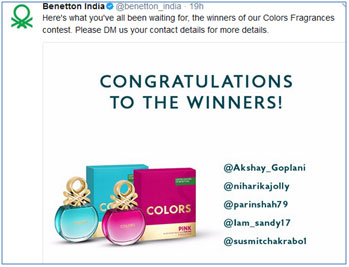 Benetton India @benetton_india · 19h
Here's what you've all been waiting for, the winners of our Colors Fragrances
contest. Please DM us your contact details for more details.
CONGRATULATIONS
TO THE WINNERS!
@Akshay_Goplani
@niharikajolly
@parinshah79
@Iam_sandy17
@susmitchakrabo1
COLORS
PINK